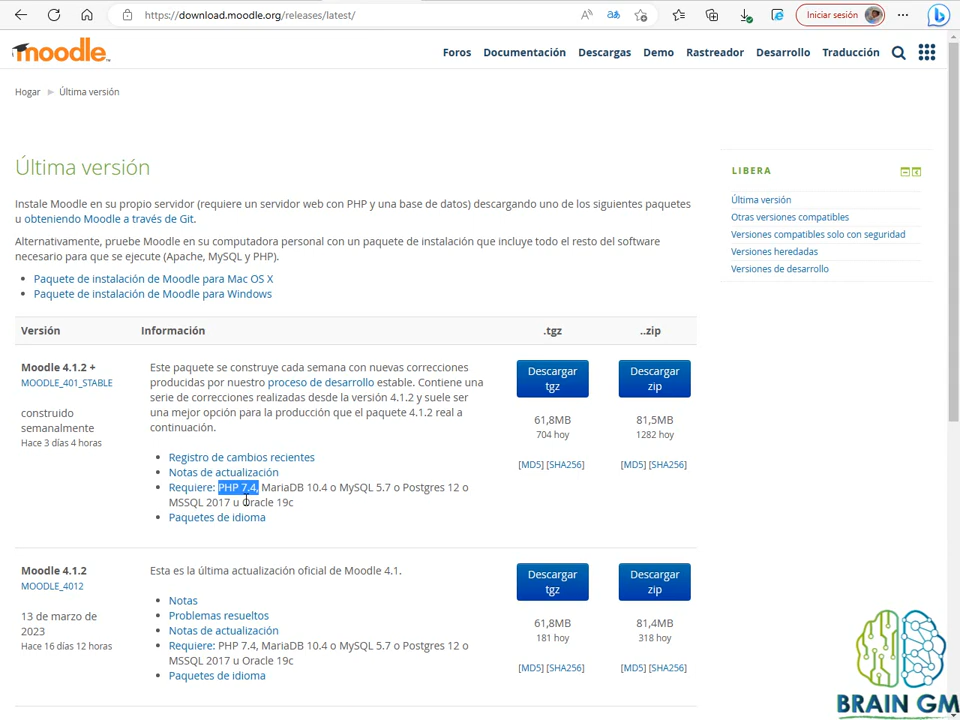 https://download.moodle.org/releases/latest/
Iniciar sesión
moodle
Foros Documentación Descargas Demo Rastreador Desarrollo Traducción
Hogar Última versión
Última versión
Instale Moodle en su propio servidor (requiere un servidor web con PHP y una base de datos) descargando uno de los siguientes paquetes
u obteniendo Moodle a través de Git.
Alternativamente, pruebe Moodle en su computadora personal con un paquete de instalación que incluye todo el resto del software
necesario para que se ejecute (Apache, MySQL y PHP).
Paquete de instalación de Moodle para Mac OS X
Paquete de instalación de Moodle para Windows
LIBERA
Última versión
Otras versiones compatibles
Versiones compatibles solo con seguridad
Versiones heredadas
Versiones de desarrollo
Versión Información .tgz ..zip
Moodle 4.1.2 +
MOODLE_401_STABLE
construido
semanalmente
Hace 3 días 4 horas
Este paquete se construye cada semana con nuevas correcciones
producidas por nuestro proceso de desarrollo estable. Contiene una
serie de correcciones realizadas desde la versión 4.1.2 y suele ser
una mejor opción para la producción que el paquete 4.1.2 real a
continuación.
Registro de cambios recientes
Notas de actualización
Requiere: PHP 7.4, MariaDB 10.4 o MySQL 5.7 o Postgres 12 o
MSSQL 2017 u Oracle 19c
Paquetes de idioma
Descargar
tgz
61,8MB
704 hoy
[MD5] [SHA256]
Descargar
zip
81,5MB
1282 hoy
[MD5] [SHA256]
Moodle 4.1.2
MOODLE_4012
13 de marzo de
2023
Hace 16 días 12 horas
Esta es la última actualización oficial de Moodle 4.1.
Notas
Problemas resueltos
Notas de actualización
Requiere: PHP 7.4, MariaDB 10.4 o MySQL 5.7 o Postgres 12 o
MSSQL 2017 u Oracle 19c
Paquetes de idioma
Descargar
tgz
61,8MB
181 hoy
[MD5] [SHA256]
Descargar
zip
81,4MB
318 hoy
[MD5] [SHA256]
BRAIN GM